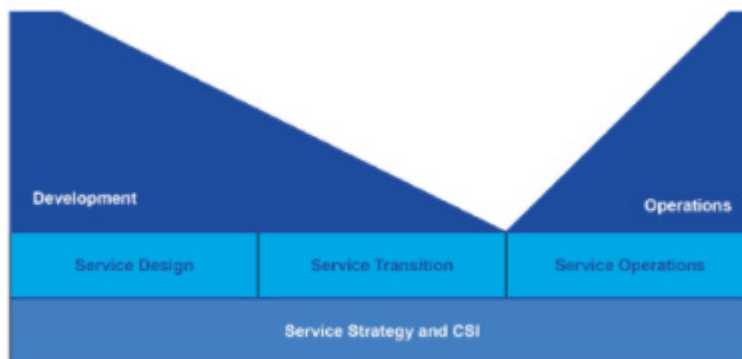 Development
Operations
Service Design
Service Transition
Service Operations
Service Strategy and CSI